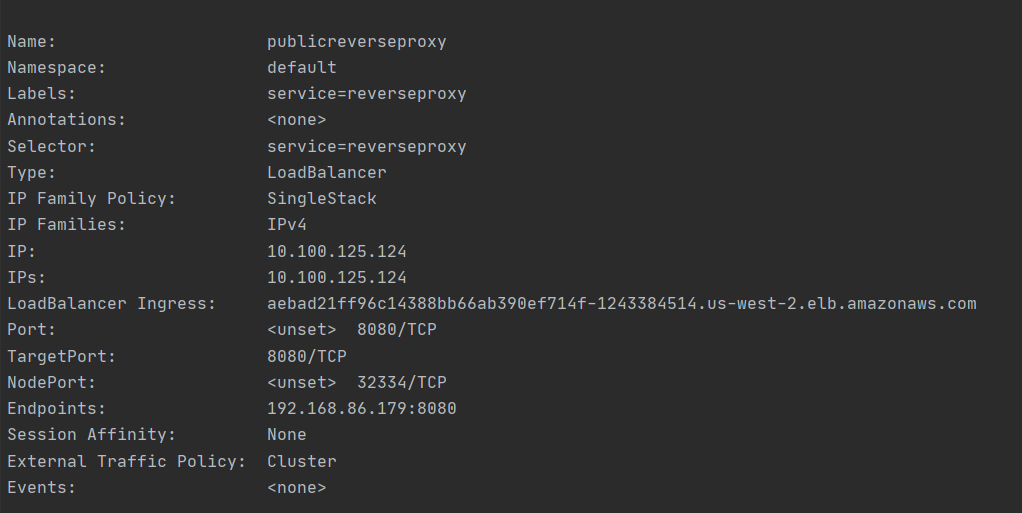 Name: publicreverseproxy
Namespace: default
Labels: service=reverseproxy
Annotations: <none>
Selector: service=reverseproxy
Type: LoadBalancer
IP Family Policy: SingleStack
IP Families: IPv4
IP: 10.100.125.124
IPs: 10.100.125.124
LoadBalancer Ingress: aebad21ff96c14388bb66ab390ef714f-1243384514.us-west-2.elb.amazonaws.com
Port: <unset> 8080/TCP
TargetPort: 8080/TCP
NodePort: <unset> 32334/TCP
Endpoints: 192.168.86.179:8080
Session Affinity: None
External Traffic Policy: Cluster
Events: <none>